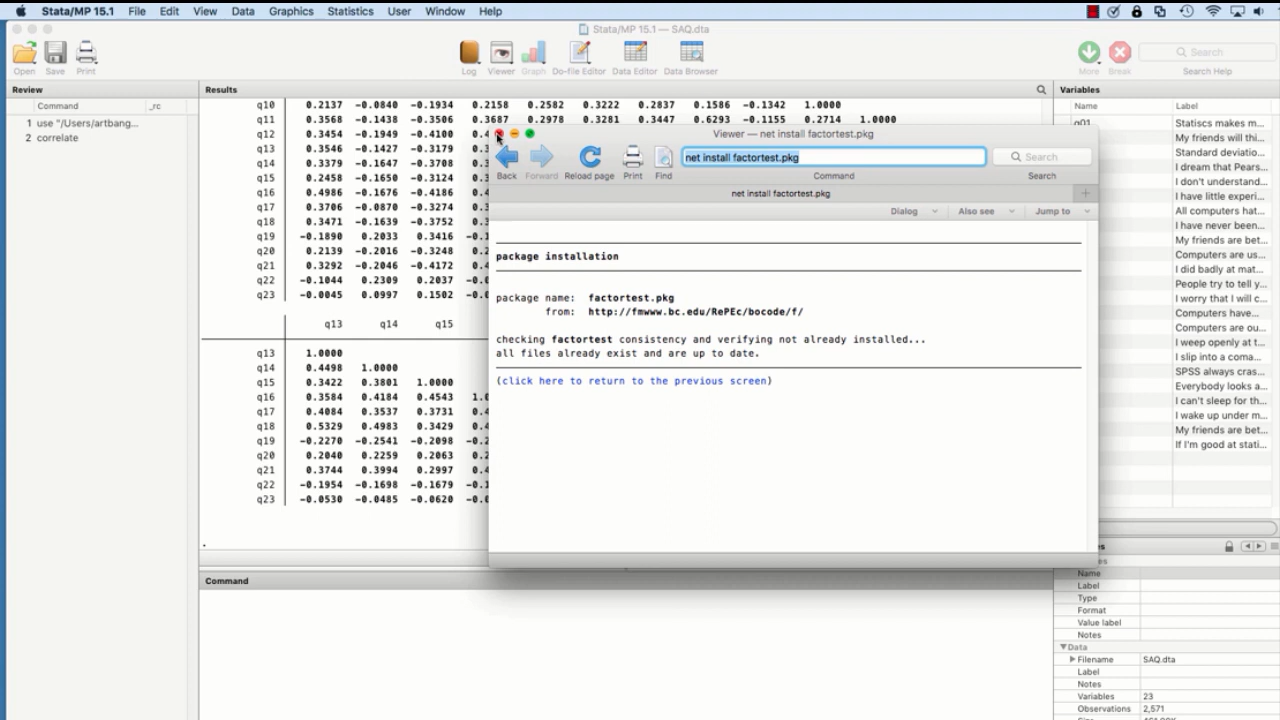 Stata/MP 15.1 File Edit View Data Graphics Statistics User Window Help
Stata/MP 15.1 — SAQ.dta
Open Save Print Log Viewer Graph Do-file Editor Data Editor Data Browser More Break Search
Search Help
Review
Command _rc
1 use "/Users/artbang...
2 correlate
Results
q10 0.2137 -0.0840 -0.1934 0.2158 0.2582 0.3222 0.2837 0.1586 -0.1342 1.0000
q11 0.3568 -0.1438 -0.3506 0.3687 0.2978 0.3281 0.3447 0.6293 -0.1155 0.2714 1.0000
q12 0.3454 -0.1949 -0.4100
q13 0.3546 -0.1427 -0.3179
q14 0.3379 -0.1647 -0.3708
q15 0.2458 -0.1650 -0.3124
q16 0.4986 -0.1676 -0.4186
q17 0.3706 -0.0870 -0.3274
q18 0.3471 -0.1639 -0.3752
q19 -0.1890 0.2033 0.3416
q20 0.2139 -0.2016 -0.3248
q21 0.3292 -0.2046 -0.4172
q22 -0.1044 0.2309 0.2037
q23 -0.0045 0.0997 0.1502
q13 q14 q15
q13 1.0000
q14 0.4498 1.0000
q15 0.3422 0.3801 1.0000
q16 0.3584 0.4184 0.4543
q17 0.4084 0.3537 0.3731
q18 0.5329 0.4983 0.3429
q19 -0.2270 -0.2541 -0.2098
q20 0.2040 0.2259 0.2063
q21 0.3744 0.3994 0.2997
q22 -0.1954 -0.1698 -0.1679
q23 -0.0530 -0.0485 -0.0620
.
Command
Viewer — net install factortest.pkg
net install factortest.pkg
Search
Back Forward Reload page Print Find Command Search
net install factortest.pkg
Dialog Also see Jump to
package installation
package name: factortest.pkg
from: http://fmwww.bc.edu/RePEc/bocode/f/
checking factortest consistency and verifying not already installed...
all files already exist and are up to date.
(click here to return to the previous screen)
Variables
Name Label
q01 Statiscs makes m...
My friends will thi...
Standard deviatio...
I dream that Pears...
I don't understand...
I have little experi...
All computers hat...
I have never been...
My friends are bet...
Computers are us...
I did badly at mat...
People try to tell y...
I worry that I will c...
Computers have...
Computers are ou...
I weep openly at t...
I slip into a coma...
SPSS always cras...
Everybody looks a...
I can't sleep for th...
I wake up under m...
My friends are bet...
If I'm good at stati...
Name
Label
Type
Format
Value label
Notes
Data
Filename SAQ.dta
Label
Notes
Variables 23
Observations 2,571